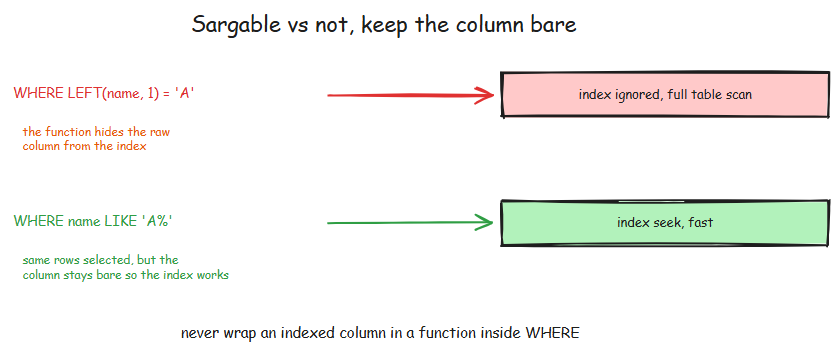 Sargable vs not, keep the column bare
WHERE LEFT(name, 1) = 'A'
index ignored, full table scan
the function hides the raw
column from the index
WHERE name LIKE 'A%'
index seek, fast
same rows selected, but the
column stays bare so the index works
never wrap an indexed column in a function inside WHERE